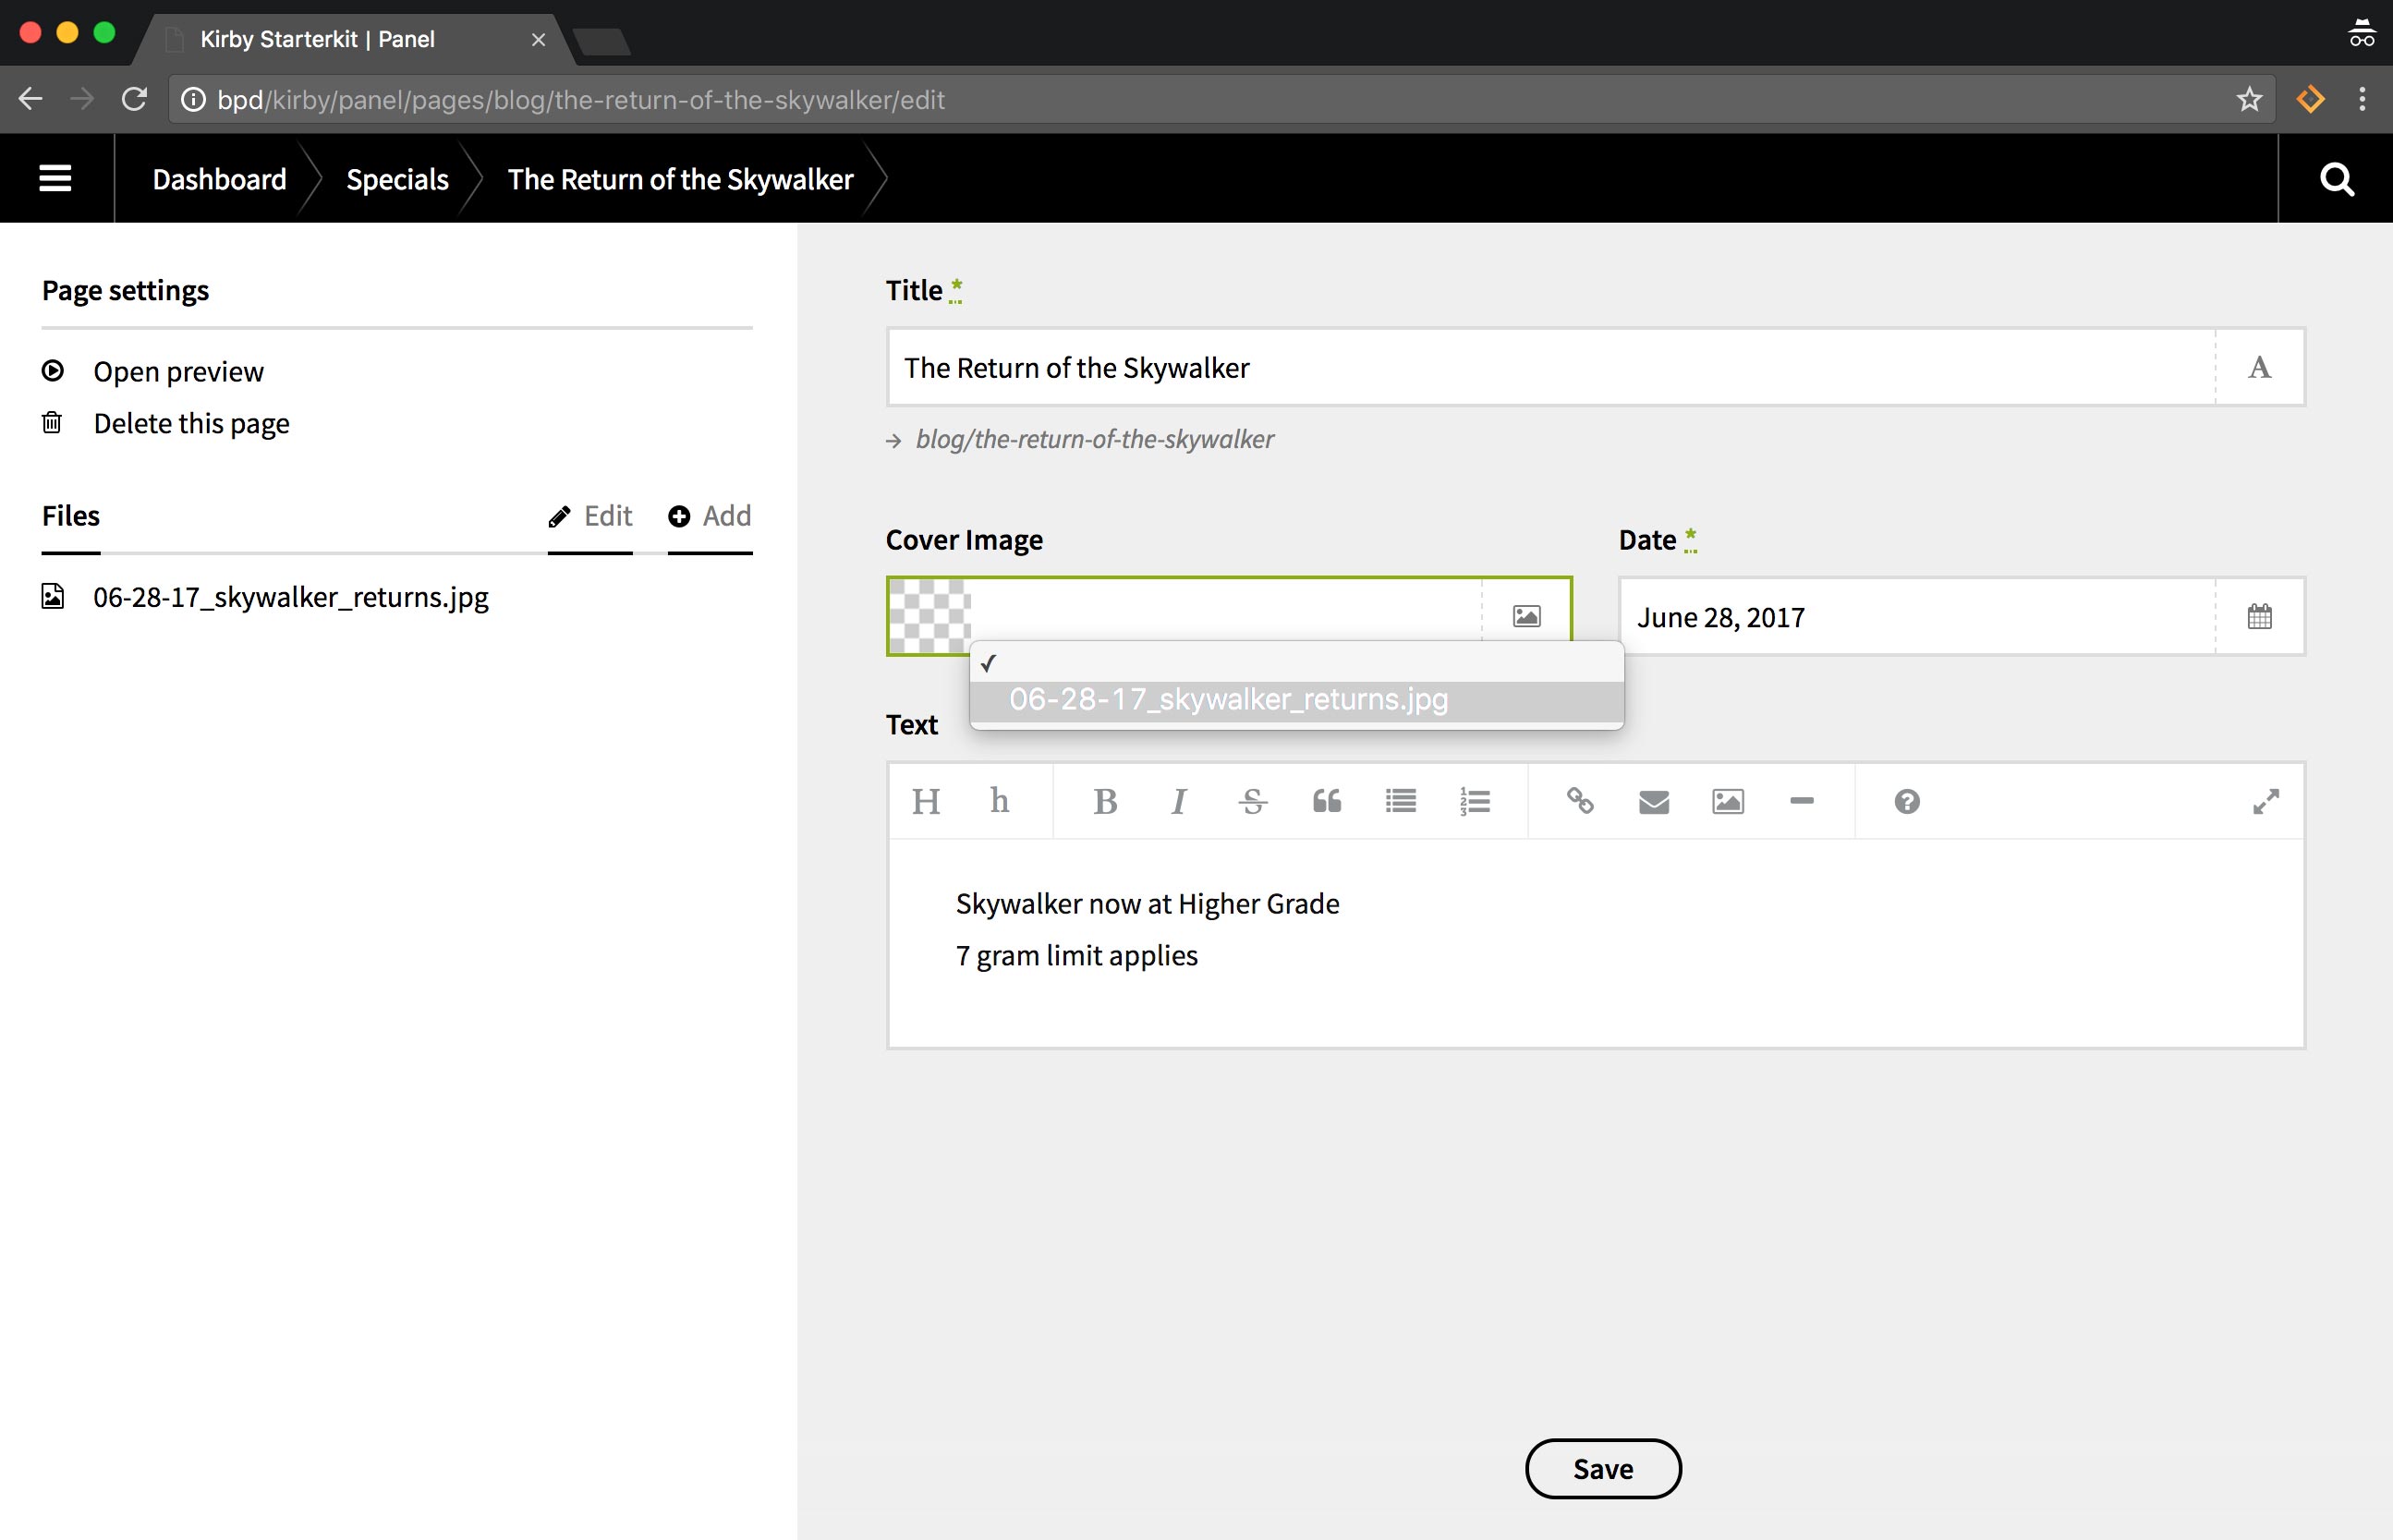 Kirby Starterkit | Panel
bpd/kirby/panel/pages/blog/the-return-of-the-skywalker/edit
Dashboard Specials The Return of the Skywalker
Page settings
Open preview
Delete this page
Files Edit Add
06-28-17_skywalker_returns.jpg
Title *
The Return of the Skywalker A
blog/the-return-of-the-skywalker
Cover Image
Date *
June 28, 2017
06-28-17_skywalker_returns.jpg
Text
H h B I S
Skywalker now at Higher Grade
7 gram limit applies
Save